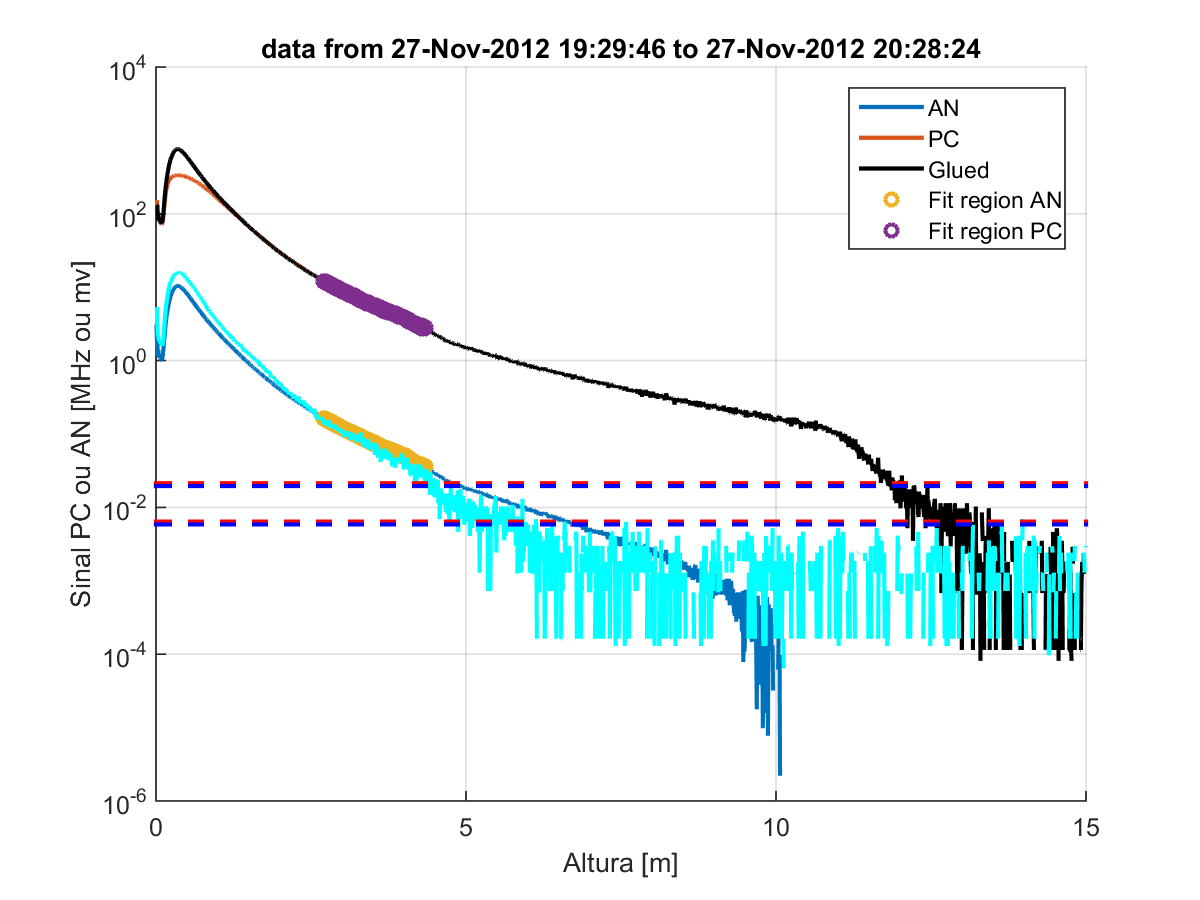 data from 27-Nov-2012 19:29:46 to 27-Nov-2012 20:28:24
Sinal PC ou AN [MHz ou mv]
10^4
10^2
10^0
10^-2
10^-4
10^-6
AN
PC
Glued
Fit region AN
Fit region PC
0 5 10 15
Altura [m]